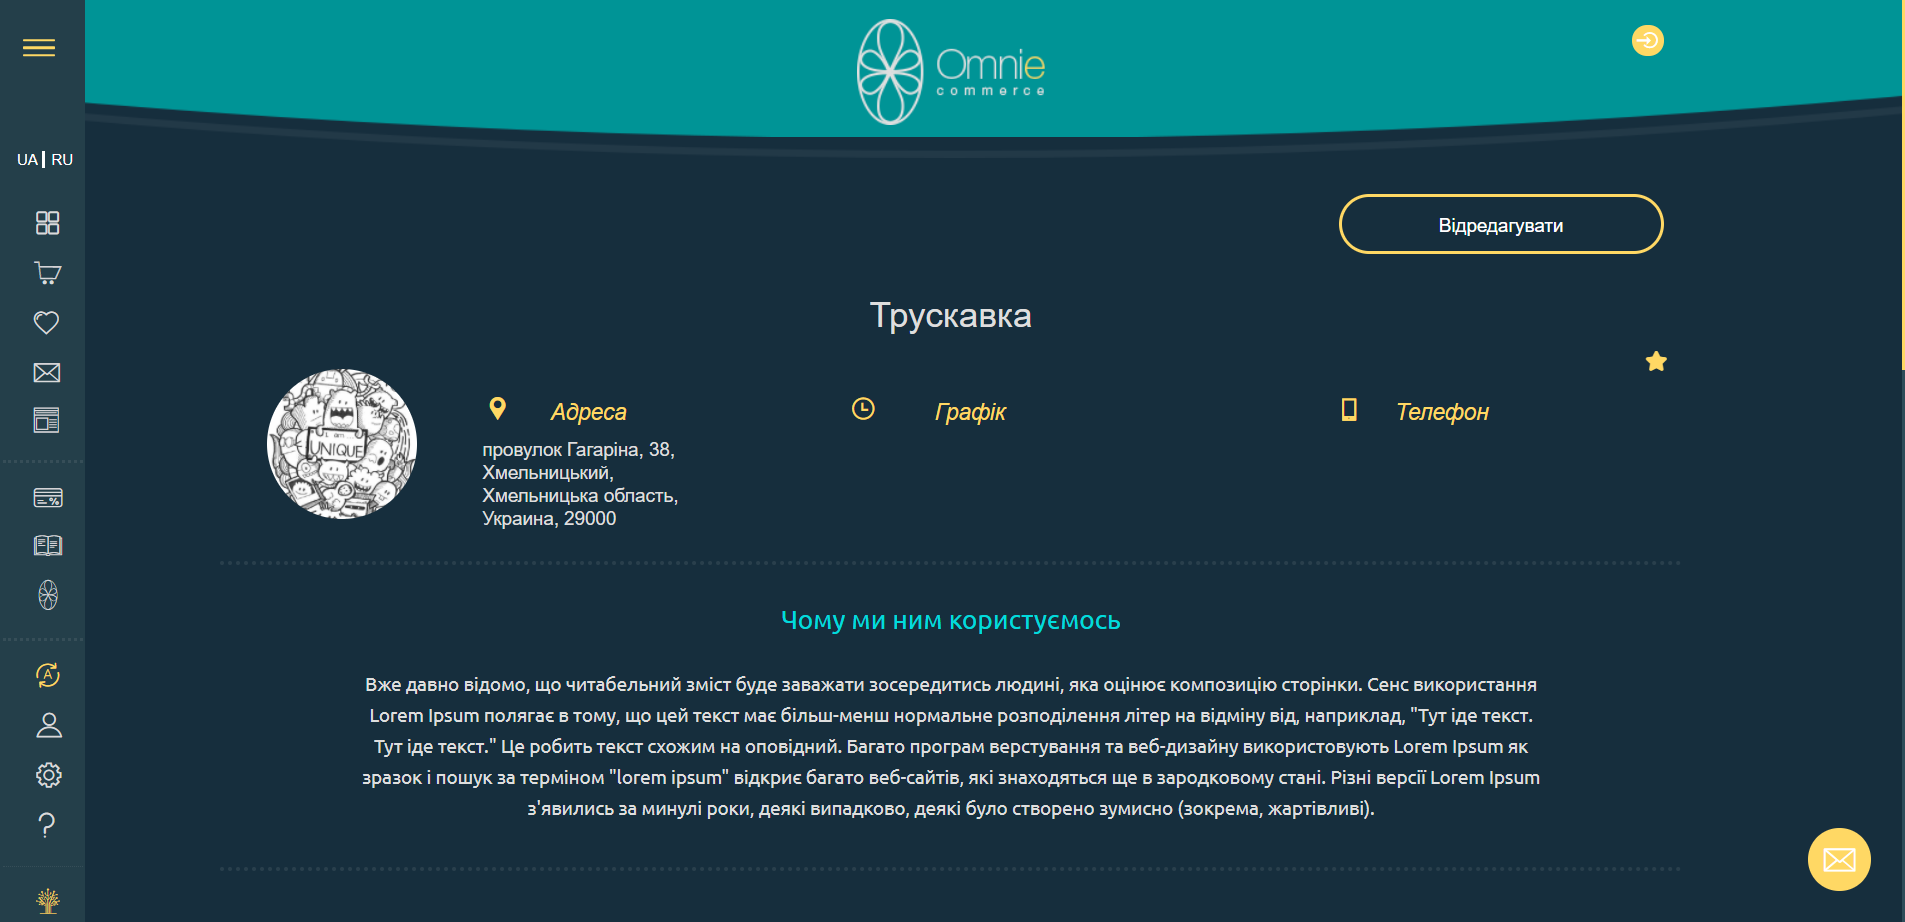 Omnie
commerce
UA | RU
Відредагувати
Трускавка
Адреса
Графік
Телефон
провулок Гагаріна, 38,
Хмельницький,
Хмельницька область,
Украина, 29000
I am...
UNIQUE
Чому ми ним користуємось
Вже давно відомо, що читабельний зміст буде заважати зосередитись людині, яка оцінює композицію сторінки. Сенс використання
Lorem Ipsum полягає в тому, що цей текст має більш-менш нормальне розподілення літер на відміну від, наприклад, "Тут іде текст.
Тут іде текст." Це робить текст схожим на оповідний. Багато програм верстування та веб-дизайну використовують Lorem Ipsum як
зразок і пошук за терміном "lorem ipsum" відкриє багато веб-сайтів, які знаходяться ще в зародковому стані. Різні версії Lorem Ipsum
з'явились за минулі роки, деякі випадково, деякі було створено зумисно (зокрема, жартівливі).